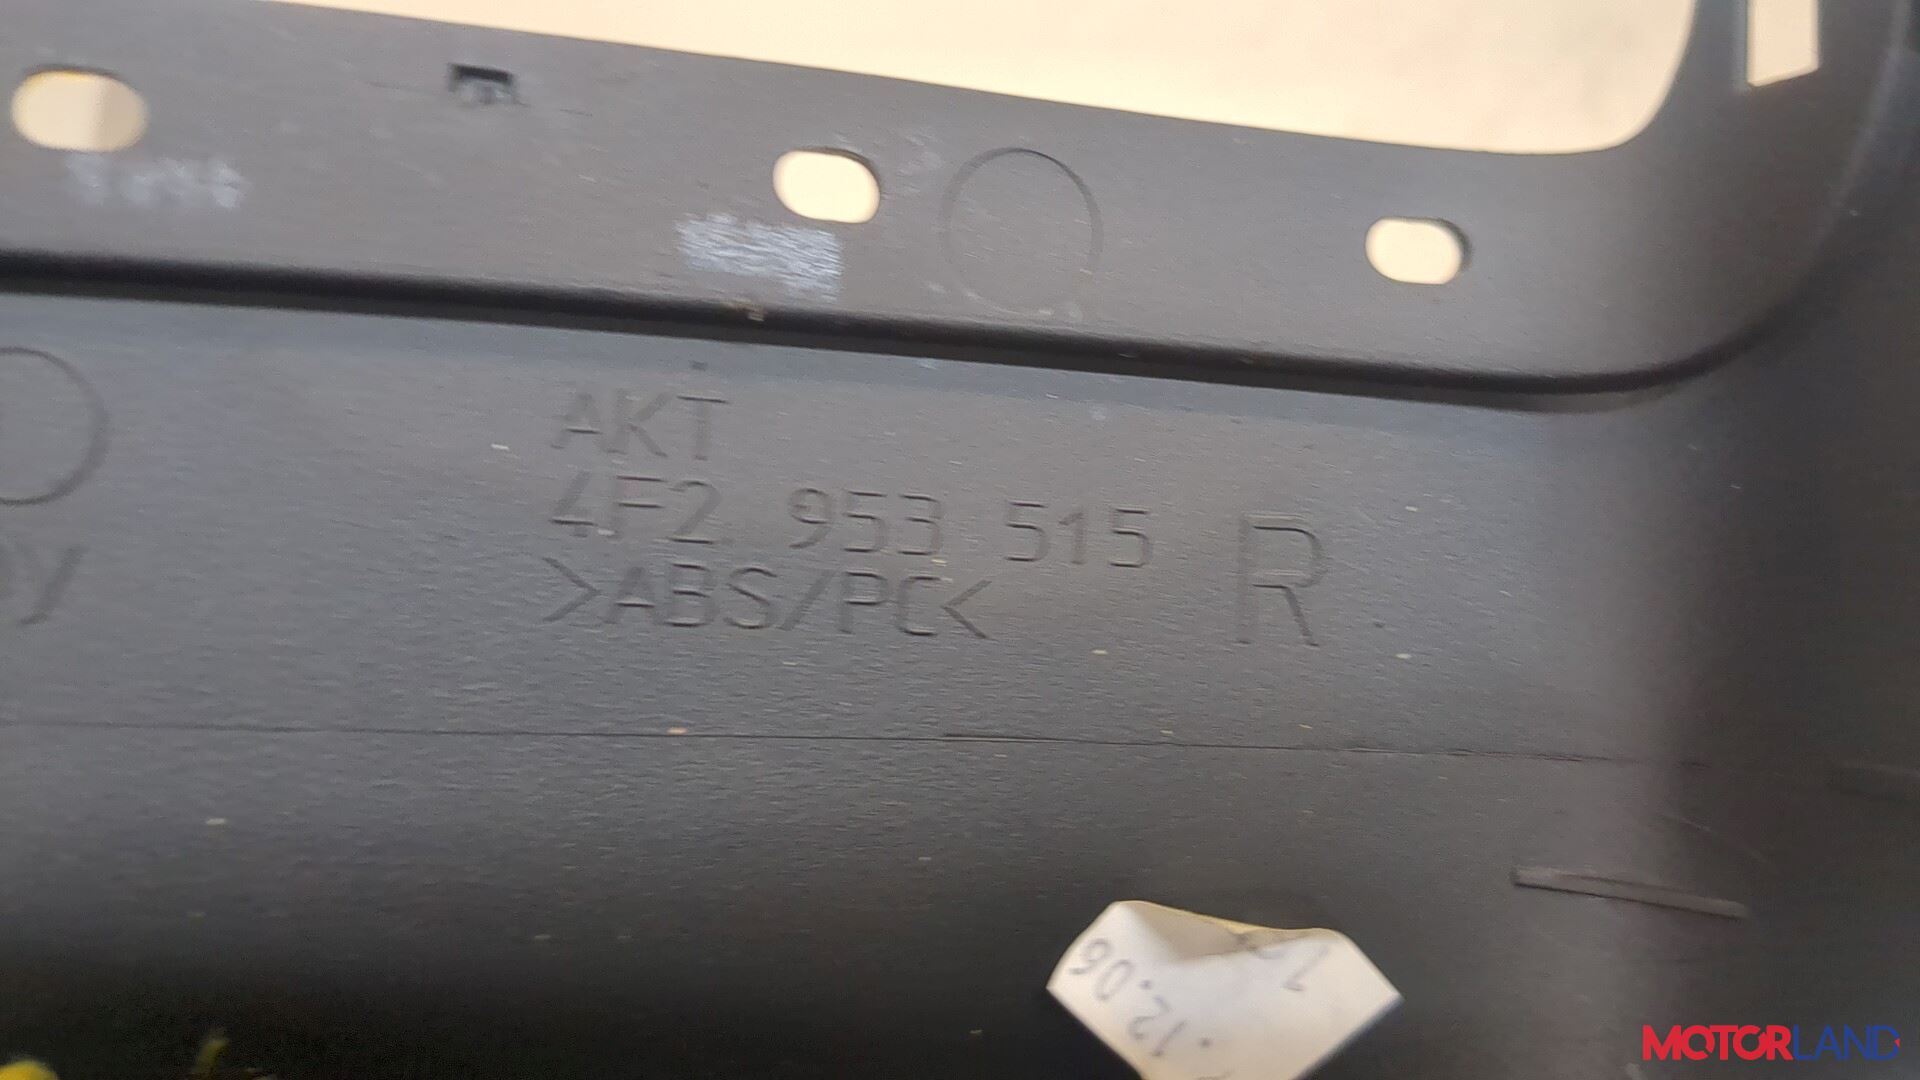 AKT
4F2 953 515 R
>ABS/PC<
.12.06
MOTORLAND